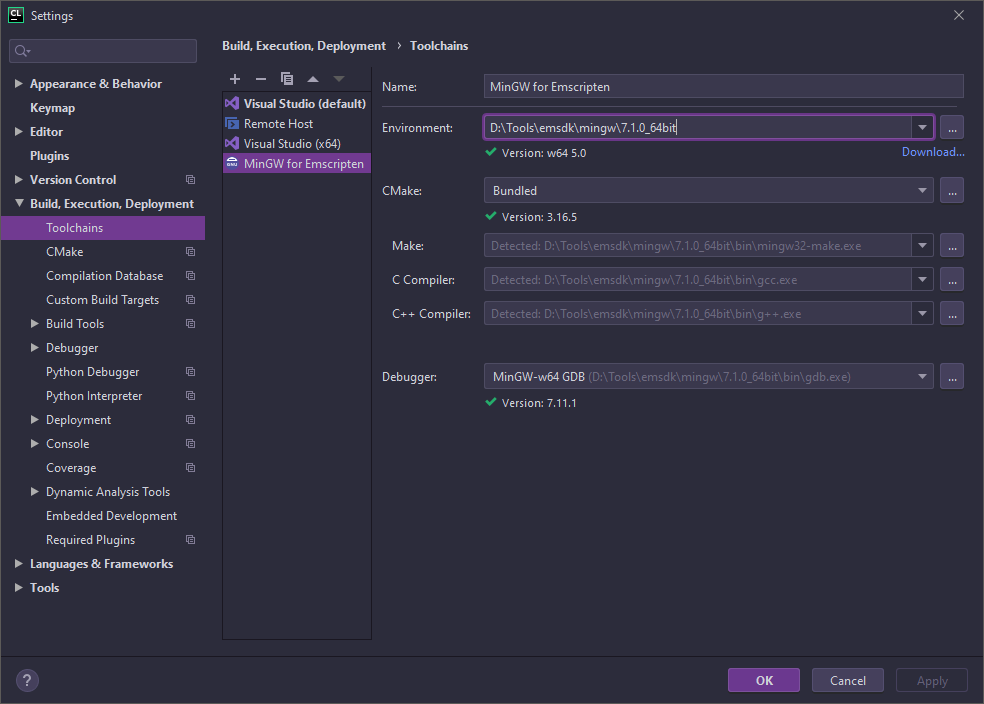 CL Settings
Appearance & Behavior
Keymap
Editor
Plugins
Version Control
Build, Execution, Deployment
Toolchains
CMake
Compilation Database
Custom Build Targets
Build Tools
Debugger
Python Debugger
Python Interpreter
Deployment
Console
Coverage
Dynamic Analysis Tools
Embedded Development
Required Plugins
Languages & Frameworks
Tools
Build, Execution, Deployment › Toolchains
Visual Studio (default)
Remote Host
Visual Studio (x64)
GNU MinGW for Emscripten
Name: MinGW for Emscripten
Environment: D:\Tools\emsdk\mingw\7.1.0_64bit ...
Version: w64 5.0 Download...
CMake: Bundled ...
Version: 3.16.5
Make: Detected: D:\Tools\emsdk\mingw\7.1.0_64bit\bin\mingw32-make.exe ...
C Compiler: Detected: D:\Tools\emsdk\mingw\7.1.0_64bit\bin\gcc.exe ...
C++ Compiler: Detected: D:\Tools\emsdk\mingw\7.1.0_64bit\bin\g++.exe ...
Debugger: MinGW-w64 GDB (D:\Tools\emsdk\mingw\7.1.0_64bit\bin\gdb.exe) ...
Version: 7.11.1
? OK Cancel Apply